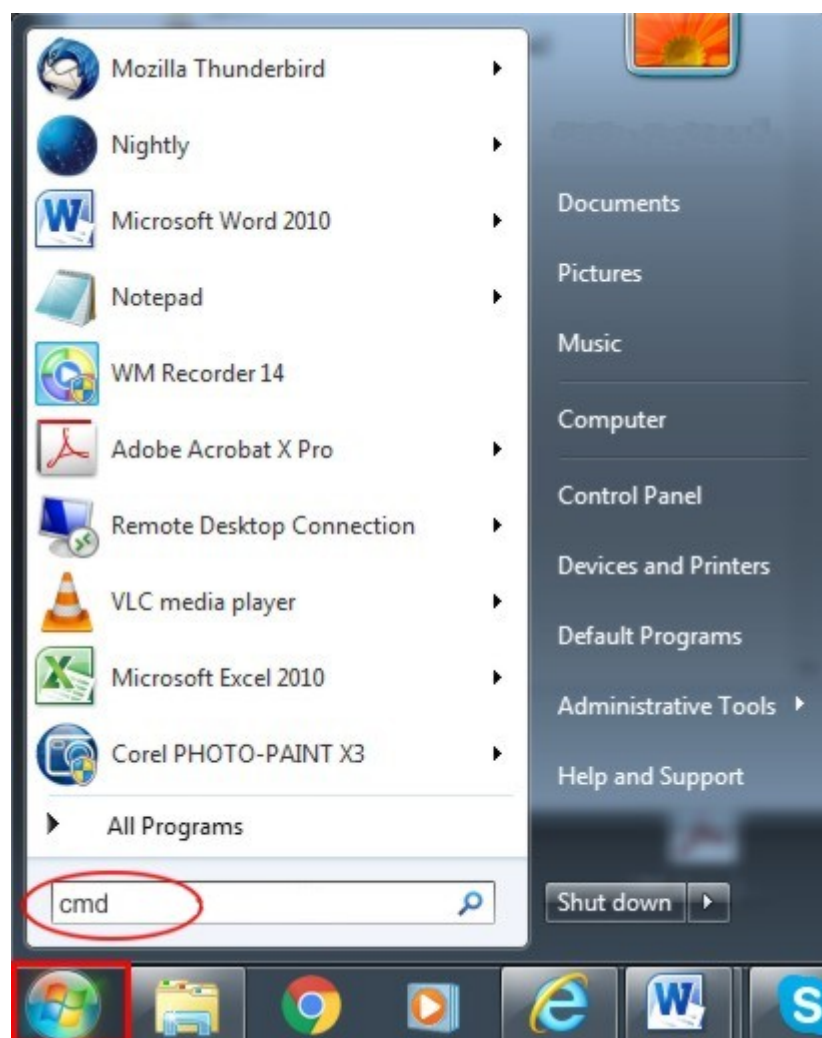 Mozilla Thunderbird
Nightly
Microsoft Word 2010
Notepad
WM Recorder 14
Adobe Acrobat X Pro
Remote Desktop Connection
VLC media player
Microsoft Excel 2010
Corel PHOTO-PAINT X3
All Programs
cmd
Documents
Pictures
Music
Computer
Control Panel
Devices and Printers
Default Programs
Administrative Tools
Help and Support
Shut down